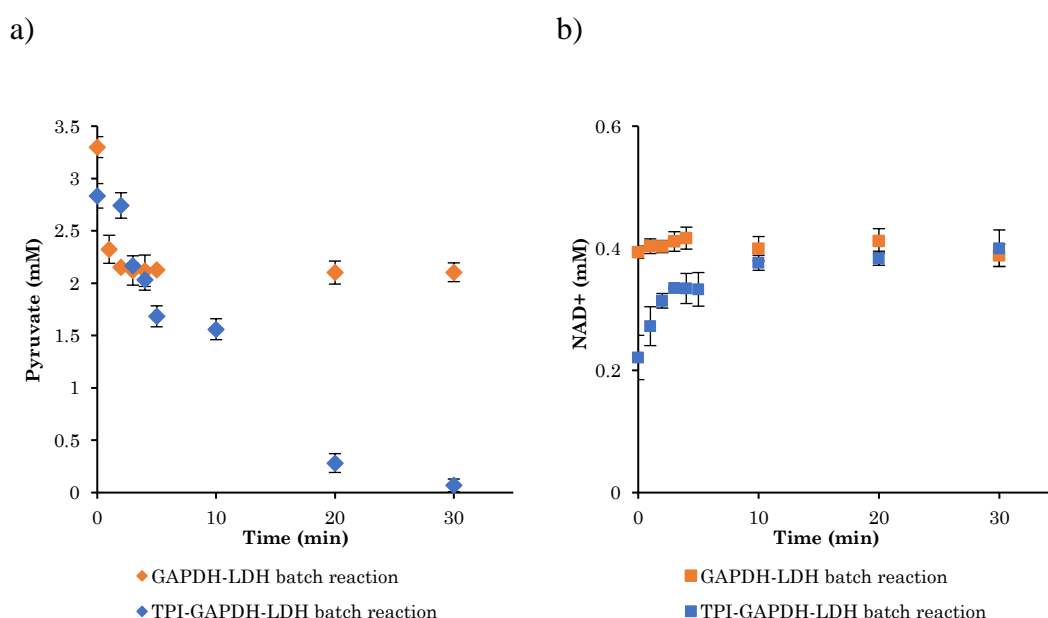 a)
b)
3.5
3
2.5
2
1.5
1
0.5
0
Pyruvate (mM)
0
10
20
30
Time (min)
GAPDH-LDH batch reaction
TPI-GAPDH-LDH batch reaction
0.6
0.4
0.2
0
NAD+ (mM)
0
10
20
30
Time (min)
GAPDH-LDH batch reaction
TPI-GAPDH-LDH batch reaction